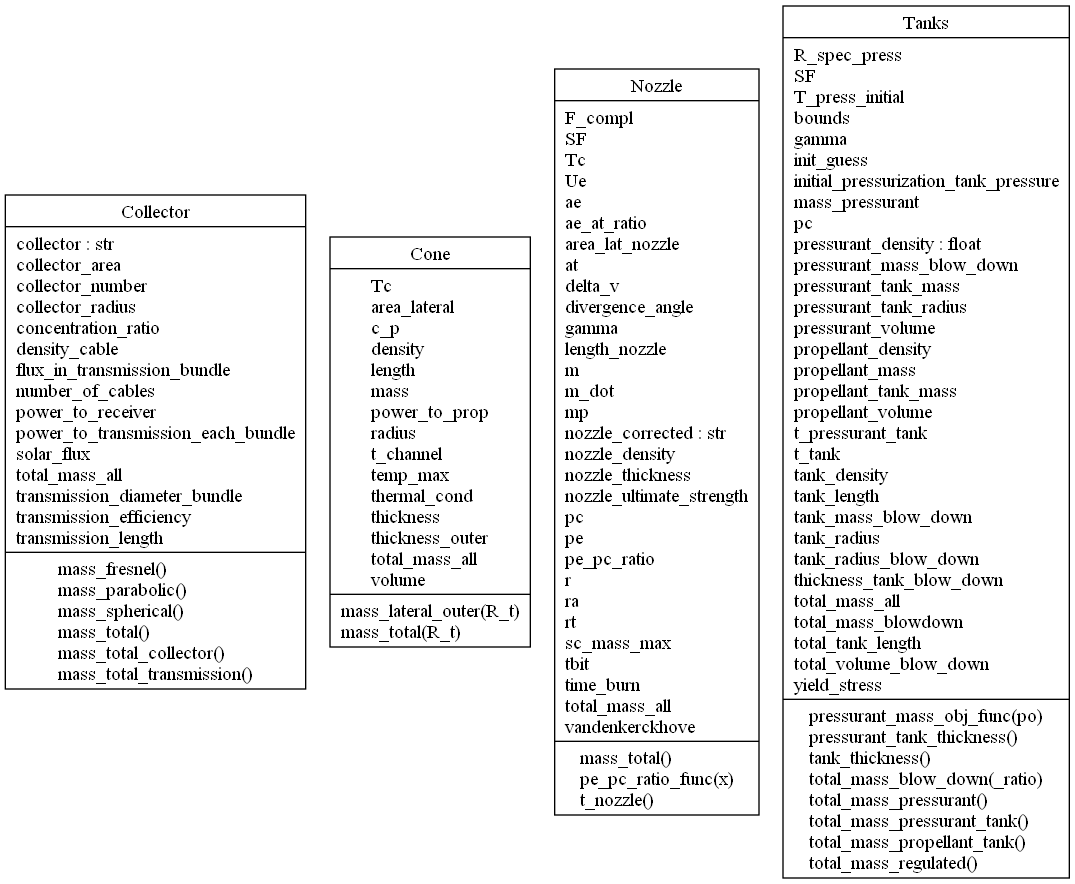 Collector
collector : str
collector_area
collector_number
collector_radius
concentration_ratio
density_cable
flux_in_transmission_bundle
number_of_cables
power_to_receiver
power_to_transmission_each_bundle
solar_flux
total_mass_all
transmission_diameter_bundle
transmission_efficiency
transmission_length
mass_fresnel()
mass_parabolic()
mass_spherical()
mass_total()
mass_total_collector()
mass_total_transmission()
Cone
Tc
area_lateral
c_p
density
length
mass
power_to_prop
radius
t_channel
temp_max
thermal_cond
thickness
thickness_outer
total_mass_all
volume
mass_lateral_outer(R_t)
mass_total(R_t)
Nozzle
F_compl
SF
Tc
Ue
ae
ae_at_ratio
area_lat_nozzle
at
delta_v
divergence_angle
gamma
length_nozzle
m
m_dot
mp
nozzle_corrected : str
nozzle_density
nozzle_thickness
nozzle_ultimate_strength
pc
pe
pe_pc_ratio
r
ra
rt
sc_mass_max
tbit
time_burn
total_mass_all
vandenkerckhove
mass_total()
pe_pc_ratio_func(x)
t_nozzle()
Tanks
R_spec_press
SF
T_press_initial
bounds
gamma
init_guess
initial_pressurization_tank_pressure
mass_pressurant
pc
pressurant_density : float
pressurant_mass_blow_down
pressurant_tank_mass
pressurant_tank_radius
pressurant_volume
propellant_density
propellant_mass
propellant_tank_mass
propellant_volume
t_pressurant_tank
t_tank
tank_density
tank_length
tank_mass_blow_down
tank_radius
tank_radius_blow_down
thickness_tank_blow_down
total_mass_all
total_mass_blowdown
total_tank_length
total_volume_blow_down
yield_stress
pressurant_mass_obj_func(po)
pressurant_tank_thickness()
tank_thickness()
total_mass_blow_down(_ratio)
total_mass_pressurant()
total_mass_pressurant_tank()
total_mass_propellant_tank()
total_mass_regulated()